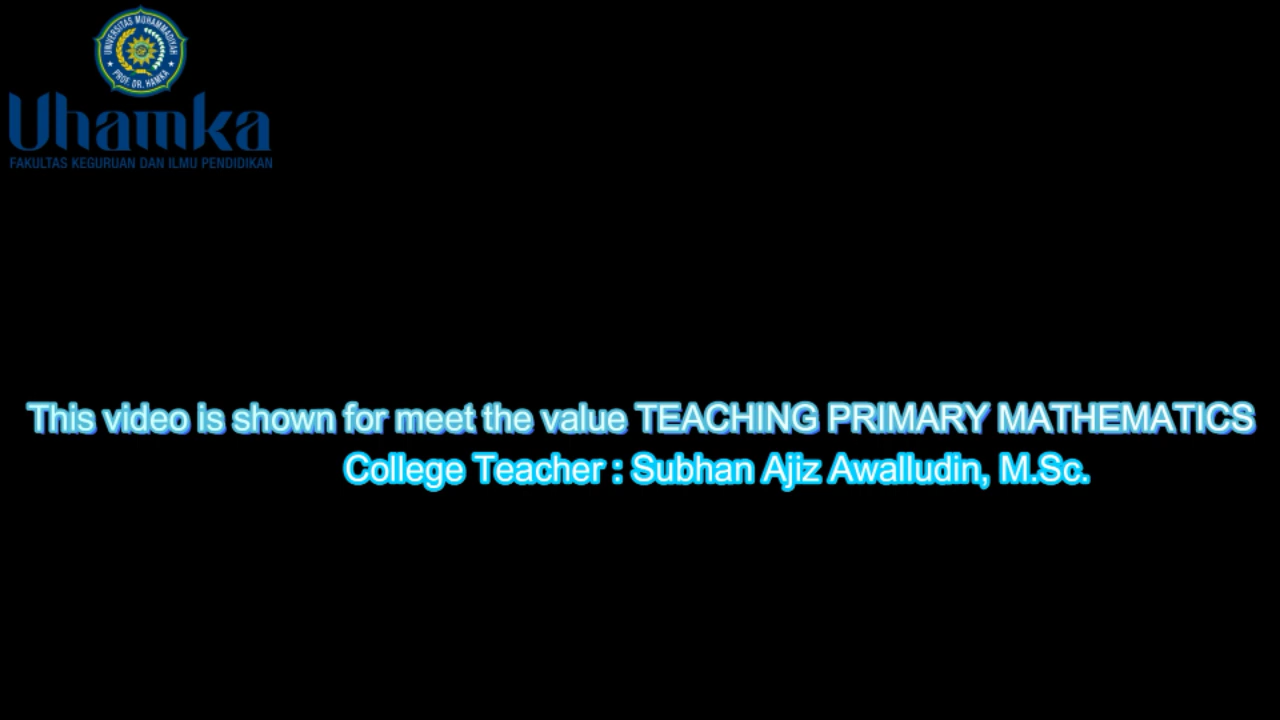 UNIVERSITAS MUHAMMADIYAH
PROF. DR. HAMKA
Uhamka
FAKULTAS KEGURUAN DAN ILMU PENDIDIKAN
This video is shown for meet the value TEACHING PRIMARY MATHEMATICS
College Teacher : Subhan Ajiz Awalludin, M.Sc.